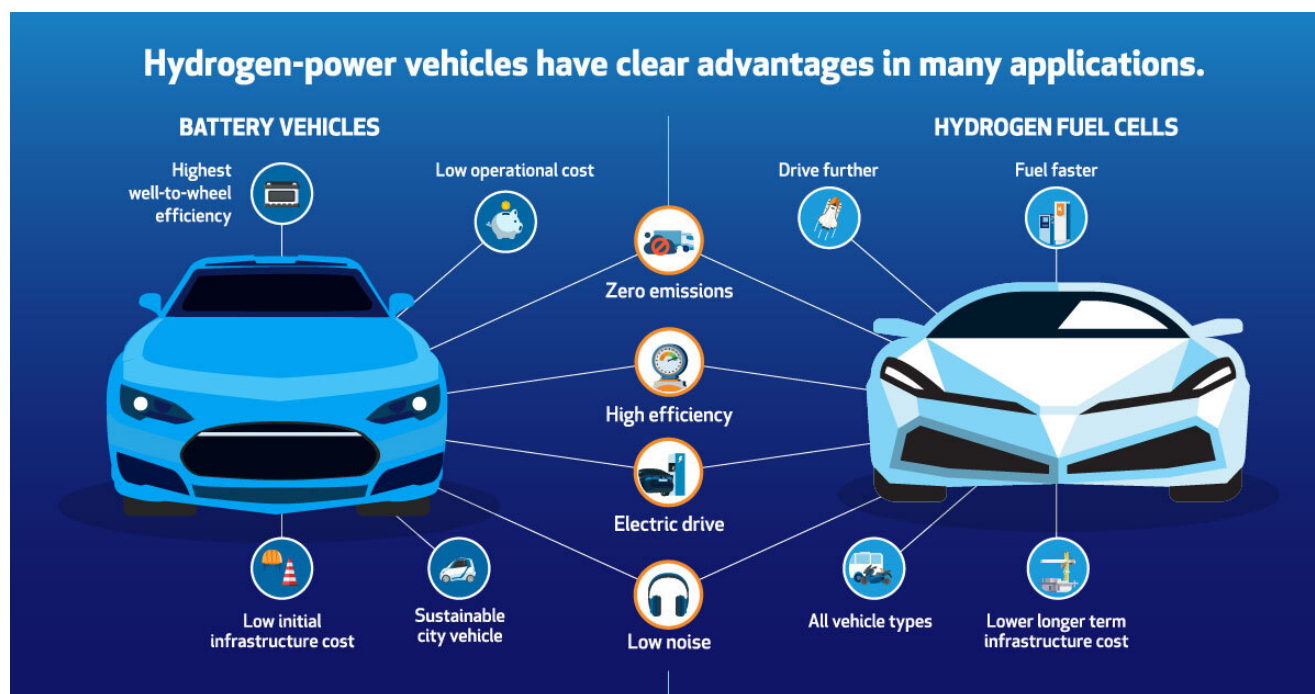 Hydrogen-power vehicles have clear advantages in many applications.
BATTERY VEHICLES
Highest
well-to-wheel
efficiency
Low operational cost
Low initial
infrastructure cost
Sustainable
city vehicle
Zero emissions
High efficiency
Electric drive
Low noise
HYDROGEN FUEL CELLS
Drive further
Fuel faster
All vehicle types
Lower longer term
infrastructure cost